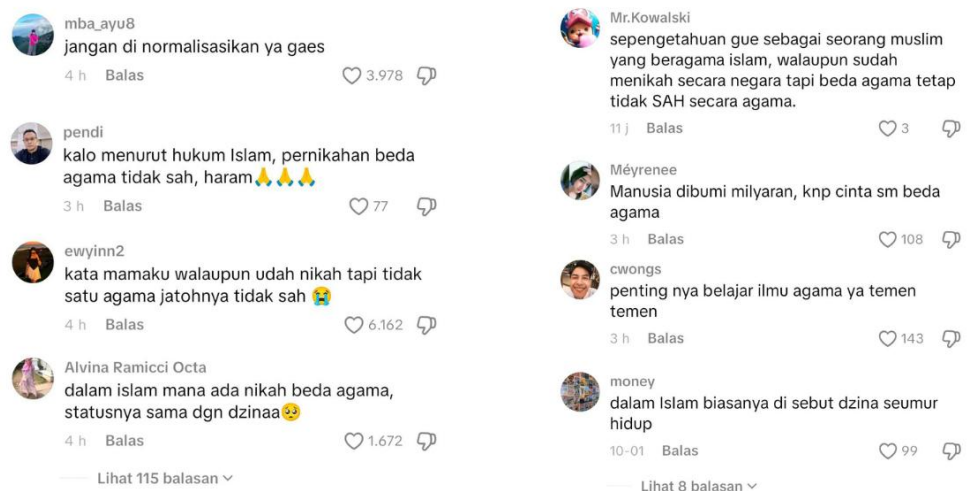 mba_ayu8
jangan di normalisasikan ya gaes
4 h Balas 3.978
pendi
kalo menurut hukum Islam, pernikahan beda
agama tidak sah, haram🙏🙏🙏
3 h Balas 77
ewyinn2
kata mamaku walaupun udah nikah tapi tidak
satu agama jatohnya tidak sah 😭
4 h Balas 6.162
Alvina Ramicci Octa
dalam islam mana ada nikah beda agama,
statusnya sama dgn dzinaa🥺
4 h Balas 1.672
Lihat 115 balasan
Mr.Kowalski
sepengetahuan gue sebagai seorang muslim
yang beragama islam, walaupun sudah
menikah secara negara tapi beda agama tetap
tidak SAH secara agama.
11 j Balas 3
Méyrenee
Manusia dibumi milyaran, knp cinta sm beda
agama
3 h Balas 108
cwongs
penting nya belajar ilmu agama ya temen
temen
3 h Balas 143
money
dalam Islam biasanya di sebut dzina seumur
hidup
10-01 Balas 99
Lihat 8 balasan